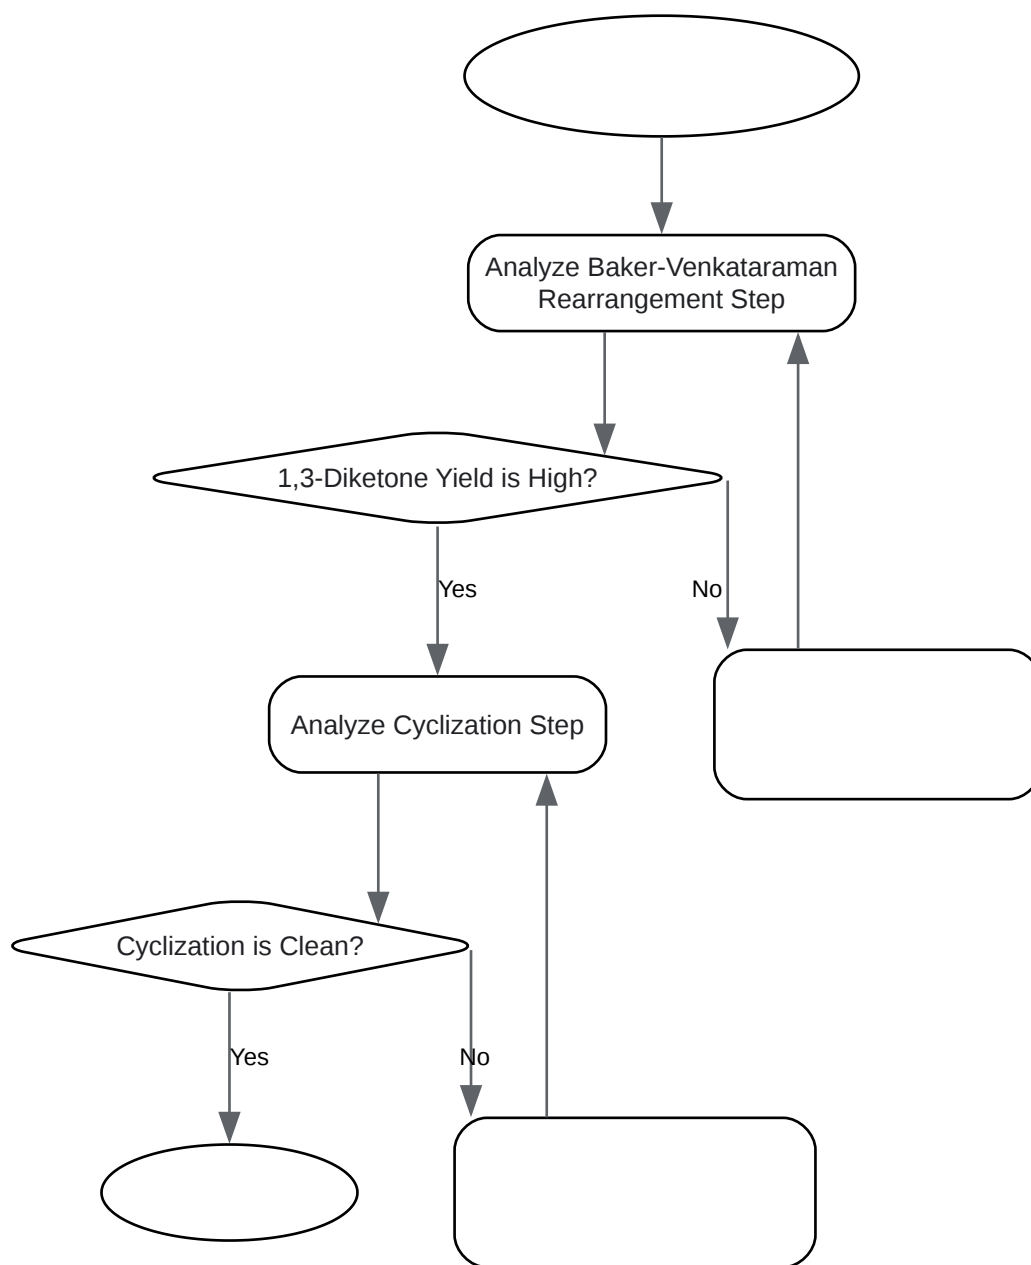 Analyze Baker-Venkataraman
Rearrangement Step
1,3-Diketone Yield is High?
Yes
No
Analyze Cyclization Step
Cyclization is Clean?
Yes
No